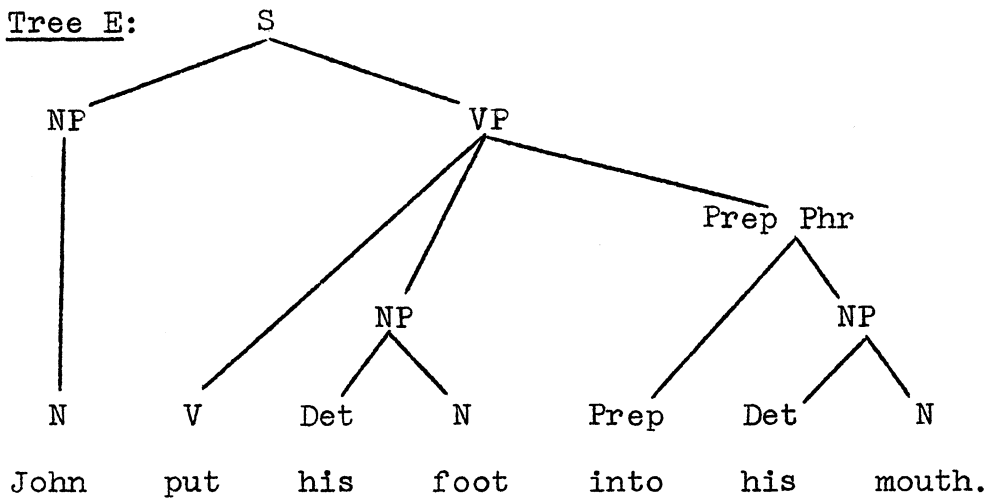 Tree E: S
NP VP
Prep Phr
NP NP
N V Det N Prep Det N
John put his foot into his mouth.